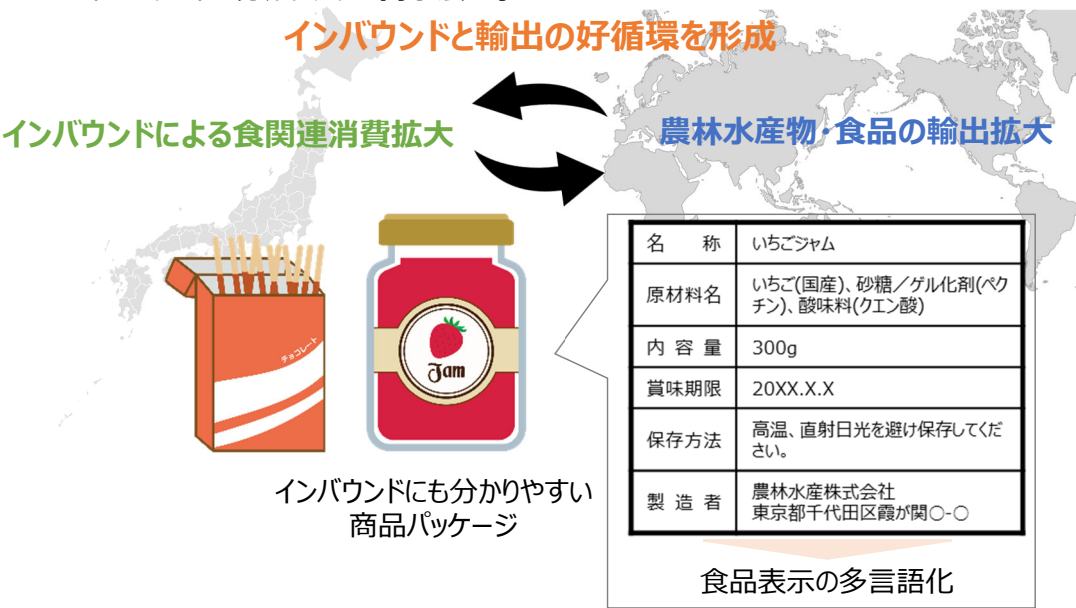 インバウンドと輸出の好循環を形成
インバウンドによる食関連消費拡大
農林水産物・食品の輸出拡大
チョコレート
Jam
インバウンドにも分かりやすい
商品パッケージ
名　称　いちごジャム
原材料名　いちご(国産)、砂糖／ゲル化剤(ペク
チン)、酸味料(クエン酸)
内容量　300g
賞味期限　20XX.X.X
保存方法　高温、直射日光を避け保存してくだ
さい。
製造者　農林水産株式会社
東京都千代田区霞が関○-○
食品表示の多言語化